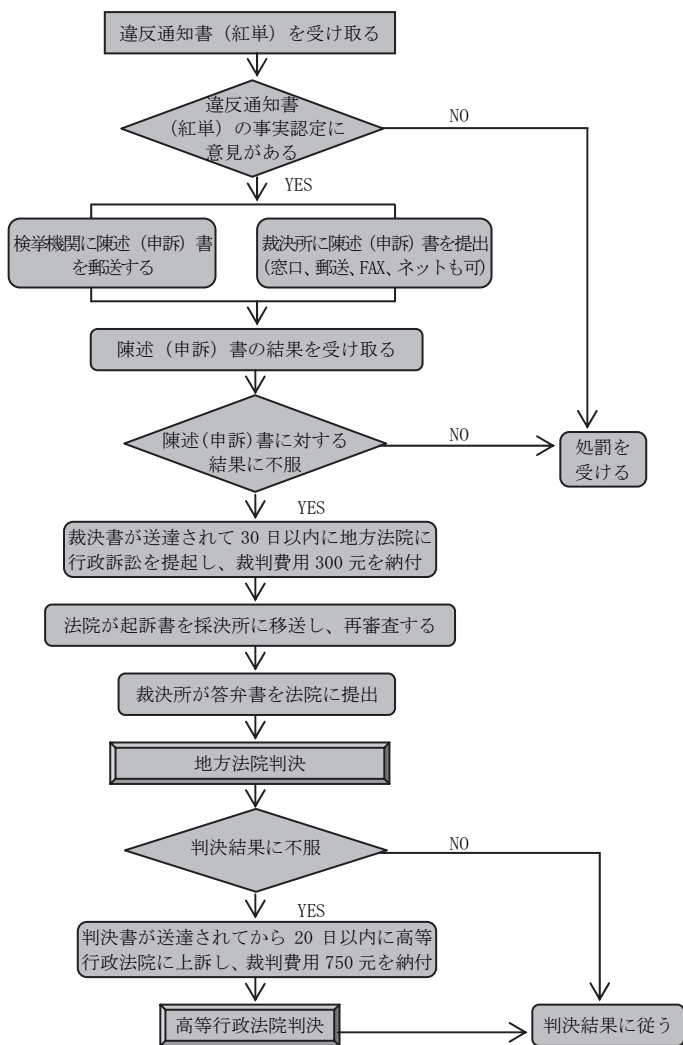 違反通知書（紅単）を受け取る
違反通知書
（紅単）の事実認定に
意見がある
NO
YES
検挙機関に陳述（申訴）書
を郵送する
裁決所に陳述（申訴）書を提出
(窓口、郵送、FAX、ネットも可)
陳述（申訴）書の結果を受け取る
陳述(申訴)書に対する
結果に不服
NO
処罰を
受ける
YES
裁決書が送達されて 30 日以内に地方法院に
行政訴訟を提起し、裁判費用 300 元を納付
法院が起訴書を採決所に移送し、再審査する
裁決所が答弁書を法院に提出
地方法院判決
判決結果に不服
NO
YES
判決書が送達されてから 20 日以内に高等
行政法院に上訴し、裁判費用 750 元を納付
高等行政法院判決
判決結果に従う